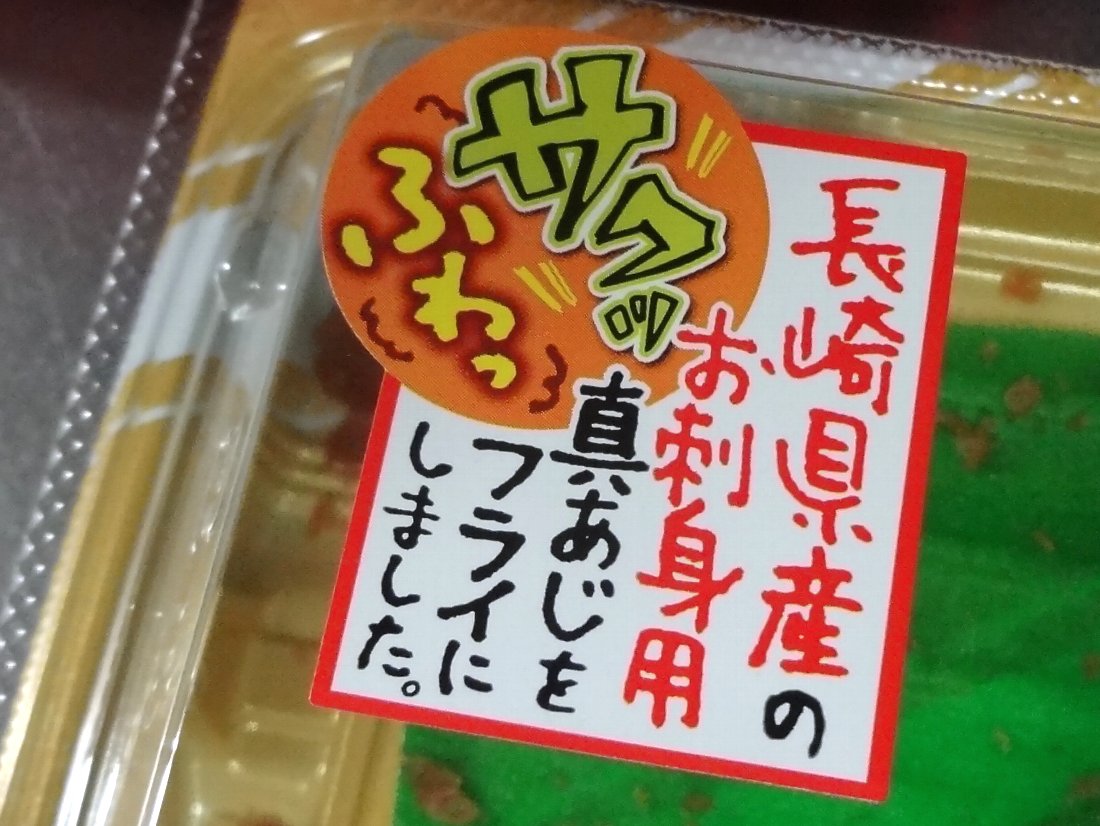 サクッ
ふわっ
長崎県産の
お刺身用
真あじを
フライに
しました。